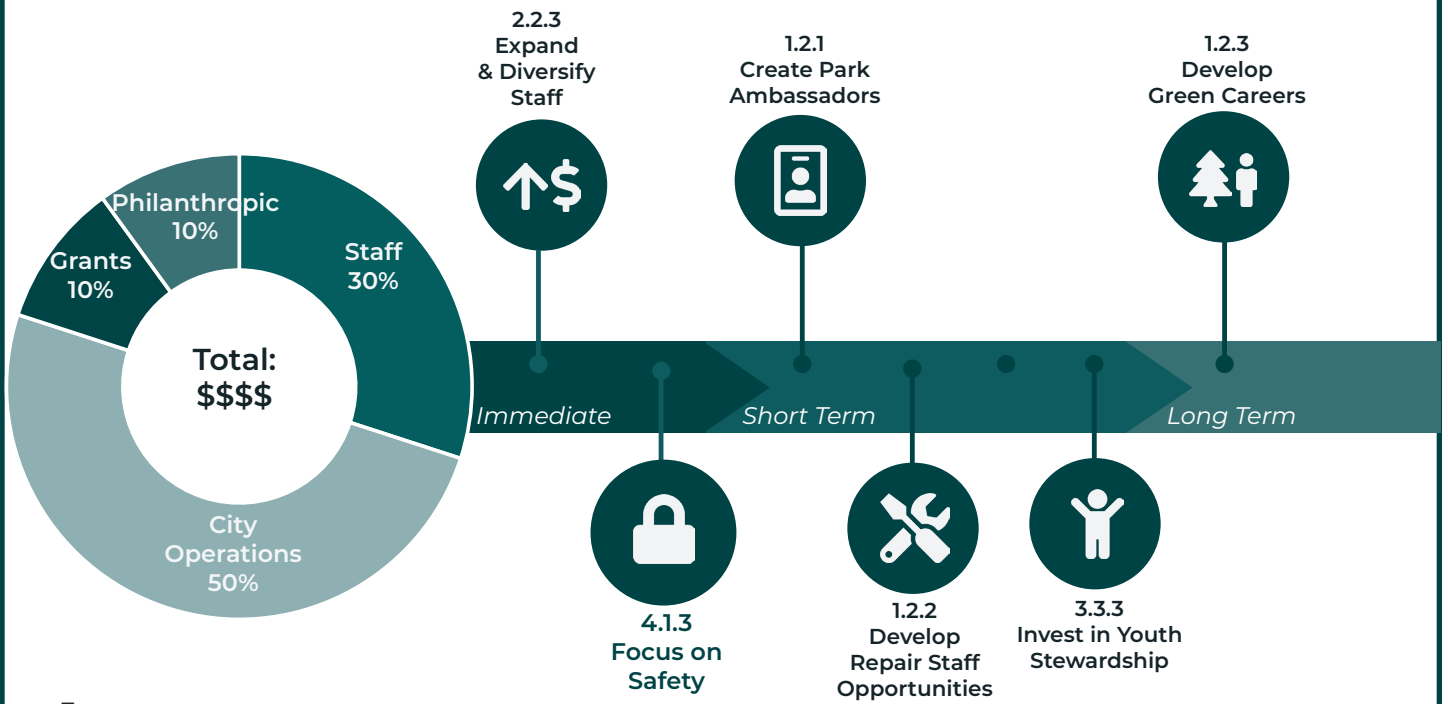 2.2.3
Expand
& Diversify
Staff
1.2.1
Create Park
Ambassadors
1.2.3
Develop
Green Careers
$
Philanthropic
10%
Staff
30%
Grants
10%
Total:
$$$$
City
Operations
50%
Immediate
Short Term
Long Term
4.1.3
Focus on
Safety
1.2.2
Develop
Repair Staff
Opportunities
3.3.3
Invest in Youth
Stewardship